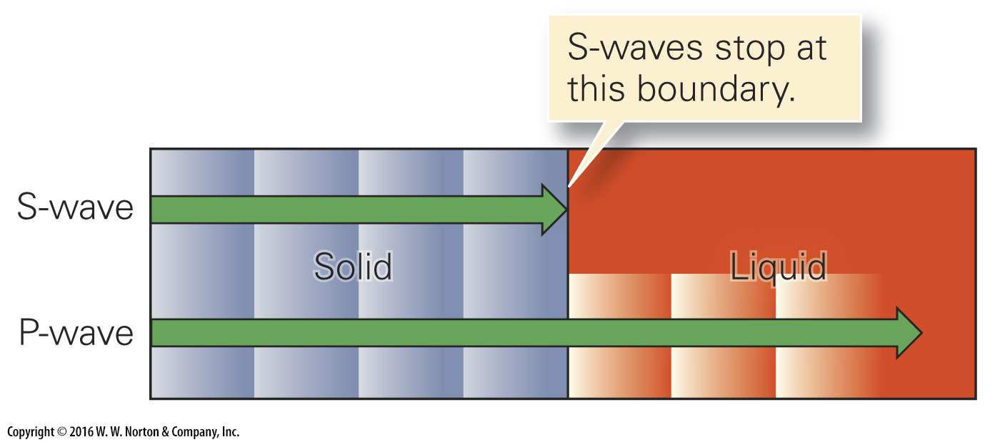 S-waves stop at
this boundary.
S-wave
Solid
Liquid
P-wave
Copyright © 2016 W. W. Norton & Company, Inc.